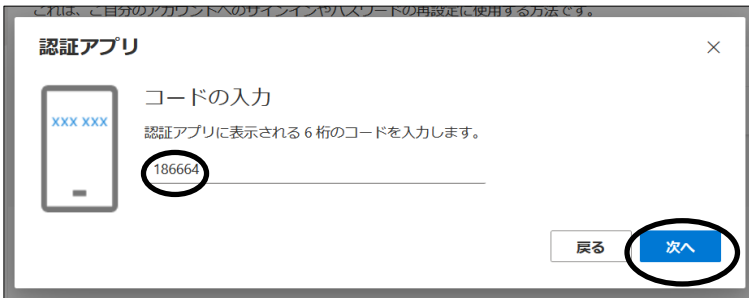 これは、ご自分のアカウントへのサインインやパスワードの再設定に使用する方法です。
認証アプリ
コードの入力
XXX XXX
認証アプリに表示される 6 桁のコードを入力します。
186664
戻る
次へ